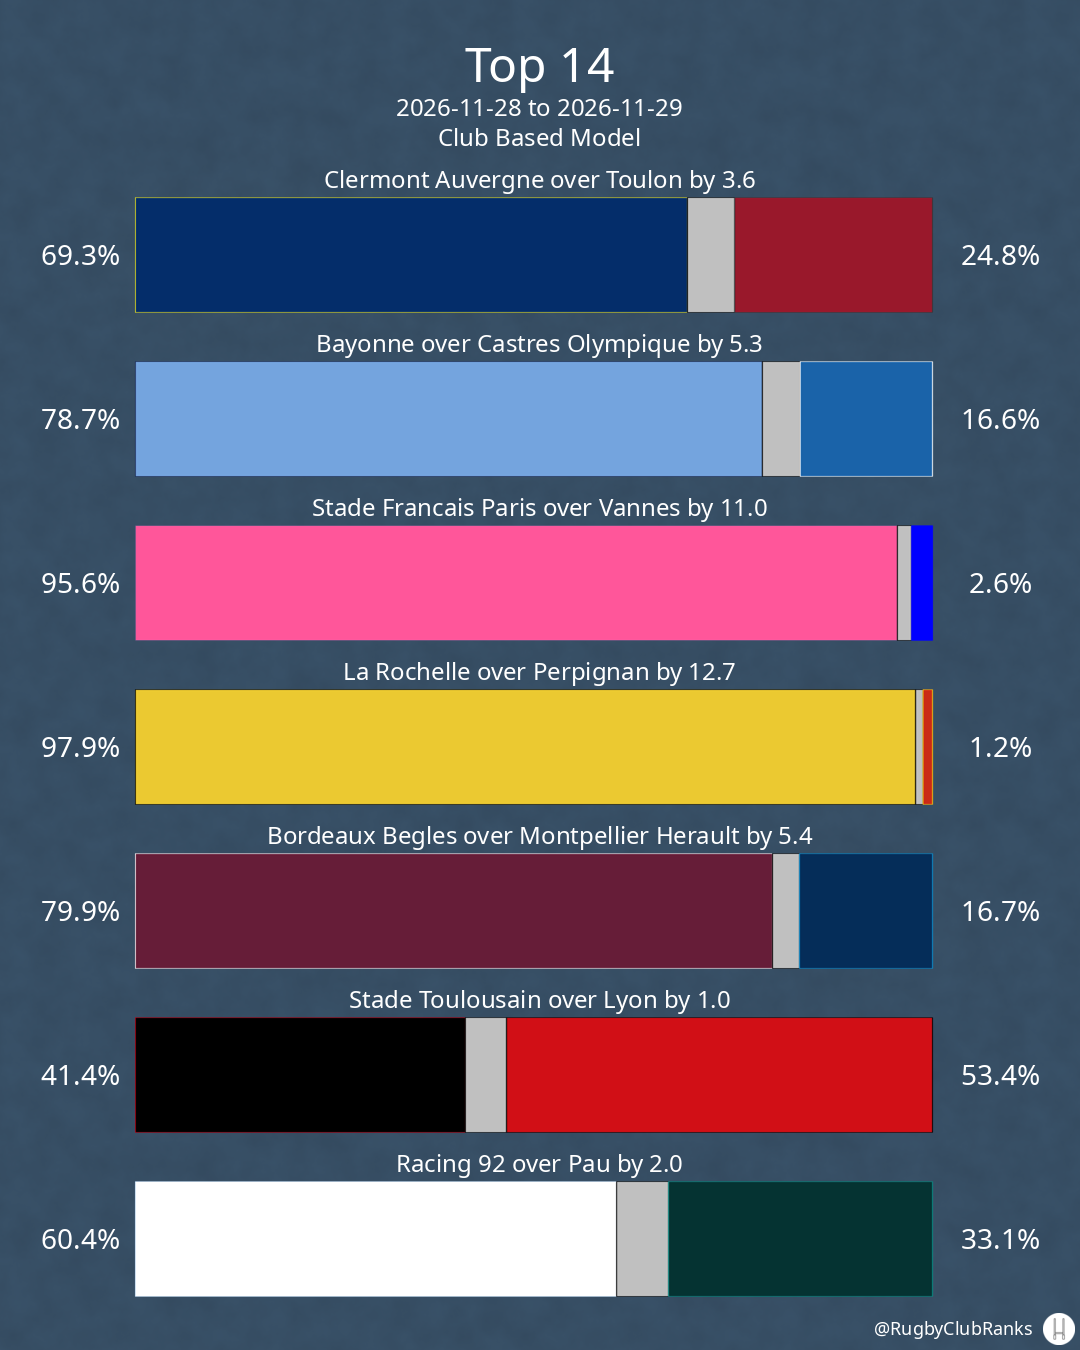 Top 14
2026-11-28 to 2026-11-29
Club Based Model
Clermont Auvergne over Toulon by 3.6
69.3% 24.8%
Bayonne over Castres Olympique by 5.3
78.7% 16.6%
Stade Francais Paris over Vannes by 11.0
95.6% 2.6%
La Rochelle over Perpignan by 12.7
97.9% 1.2%
Bordeaux Begles over Montpellier Herault by 5.4
79.9% 16.7%
Stade Toulousain over Lyon by 1.0
41.4% 53.4%
Racing 92 over Pau by 2.0
60.4% 33.1%
@RugbyClubRanks